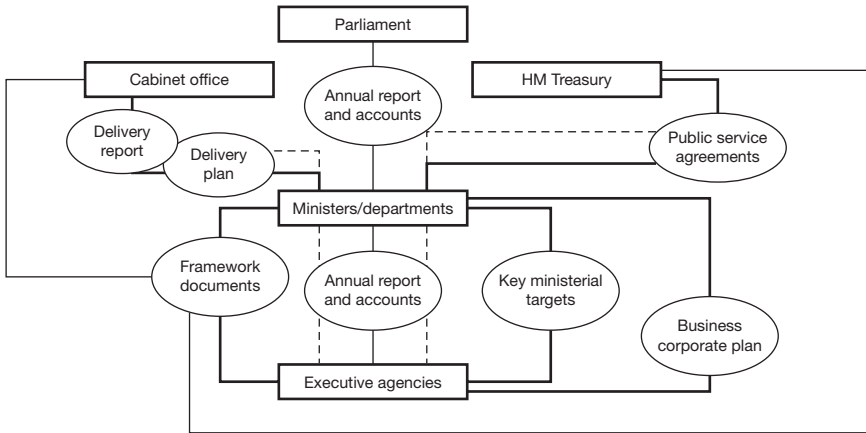 Parliament
Cabinet office
HM Treasury
Annual report
and accounts
Delivery
report
Delivery
plan
Public service
agreements
Ministers/departments
Framework
documents
Annual report
and accounts
Key ministerial
targets
Business
corporate plan
Executive agencies